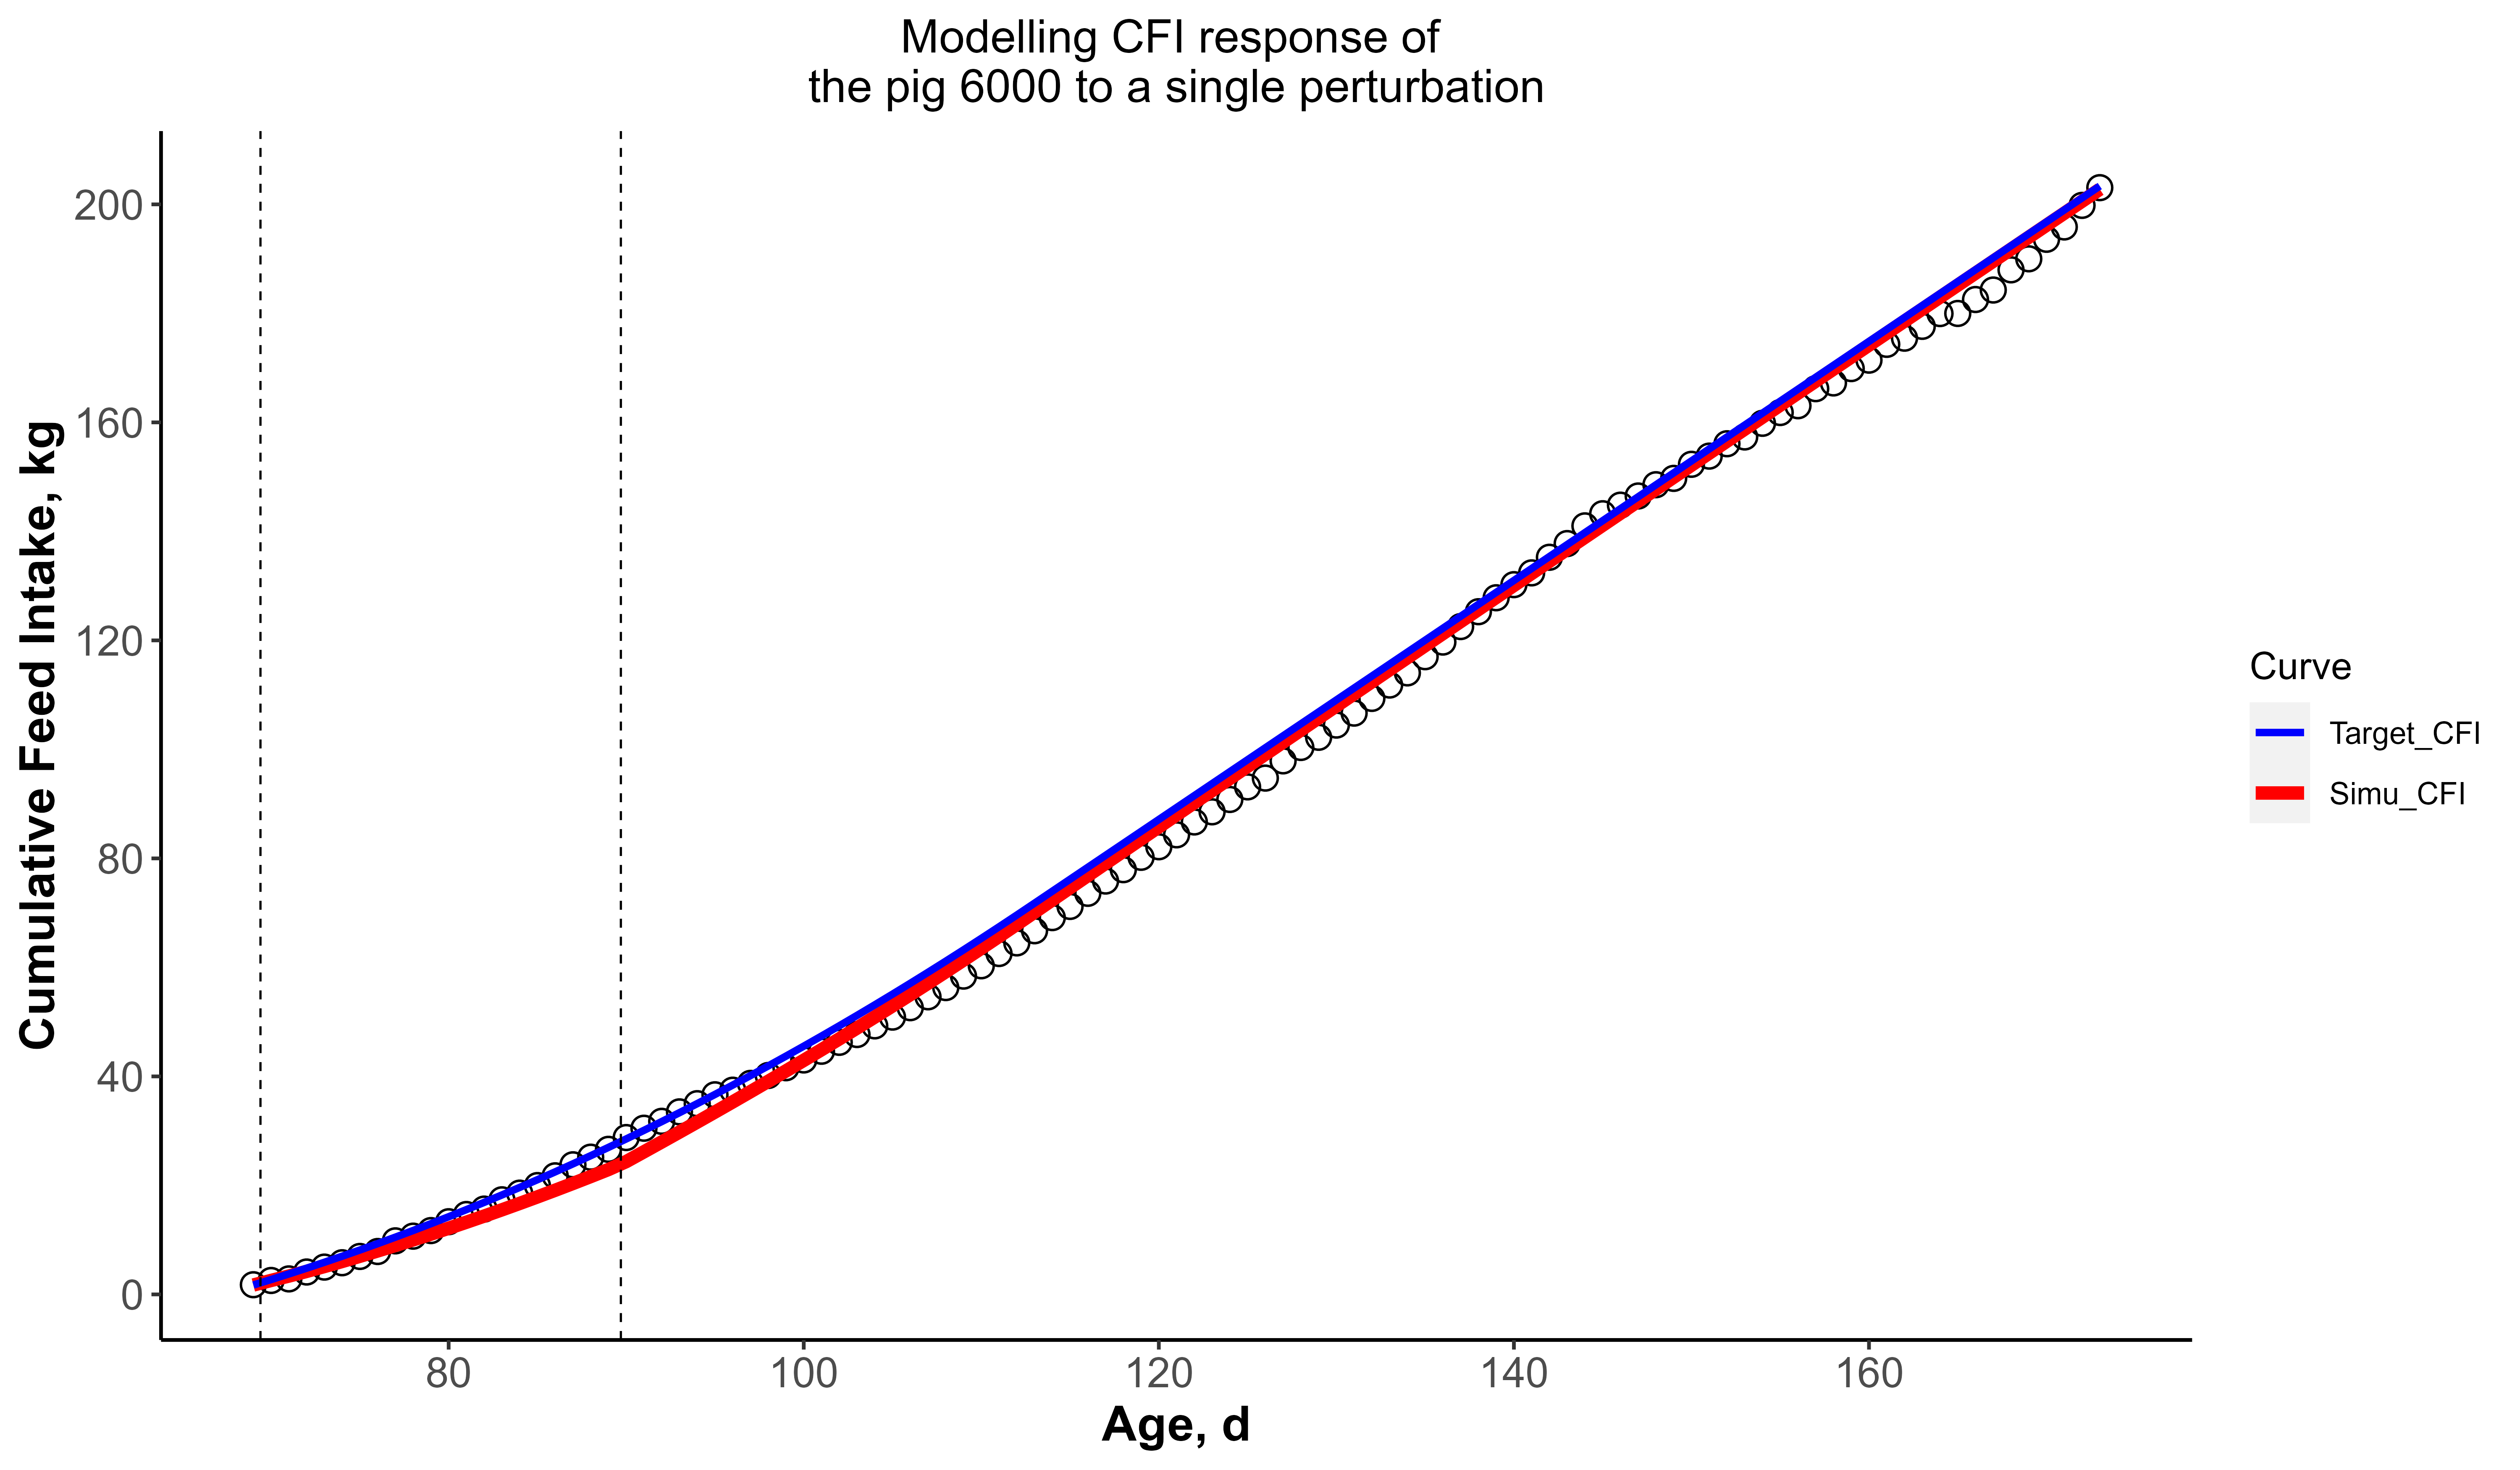 Modelling CFI response of
the pig 6000 to a single perturbation
Cumulative Feed Intake, kg
200
160
120
80
40
0
80
100
120
140
160
Age, d
Curve
Target_CFI
Simu_CFI